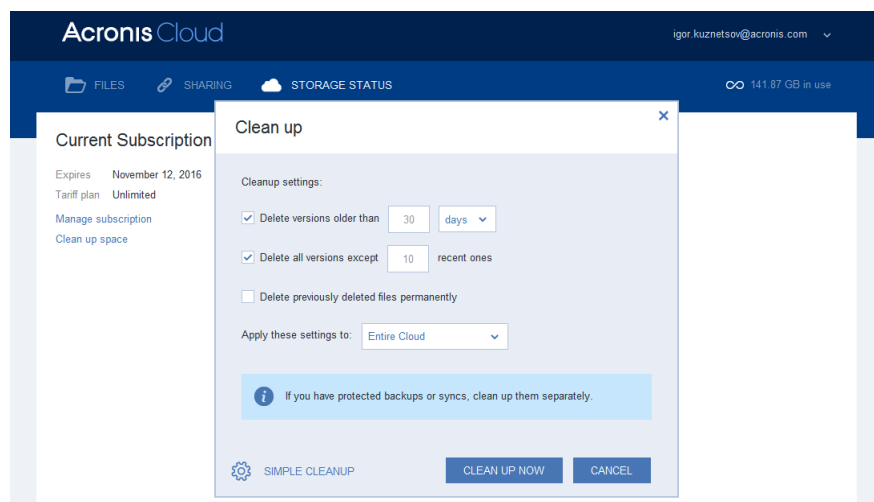 Acronis Cloud
igor.kuznetsov@acronis.com
FILES
SHARING
STORAGE STATUS
141.87 GB in use
Current Subscription
Expires November 12, 2016
Tariff plan Unlimited
Manage subscription
Clean up space
Clean up
Cleanup settings:
Delete versions older than 30 days
Delete all versions except 10 recent ones
Delete previously deleted files permanently
Apply these settings to: Entire Cloud
i If you have protected backups or syncs, clean up them separately.
SIMPLE CLEANUP
CLEAN UP NOW
CANCEL